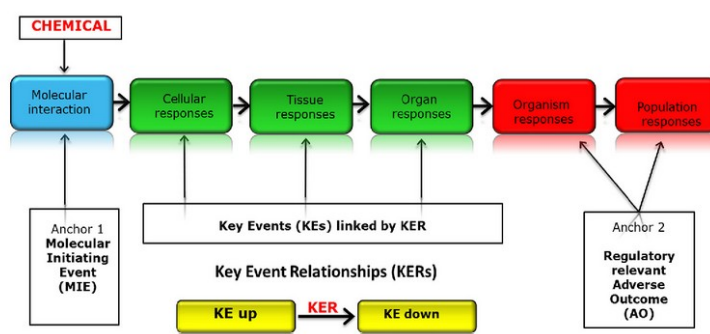 CHEMICAL
Molecular
interaction
Cellular
responses
Tissue
responses
Organ
responses
Organism
responses
Population
responses
Anchor 1
Molecular
Initiating
Event
(MIE)
Key Events (KEs) linked by KER
Anchor 2
Regulatory
relevant
Adverse
Outcome
(AO)
Key Event Relationships (KERs)
KE up
KER
KE down